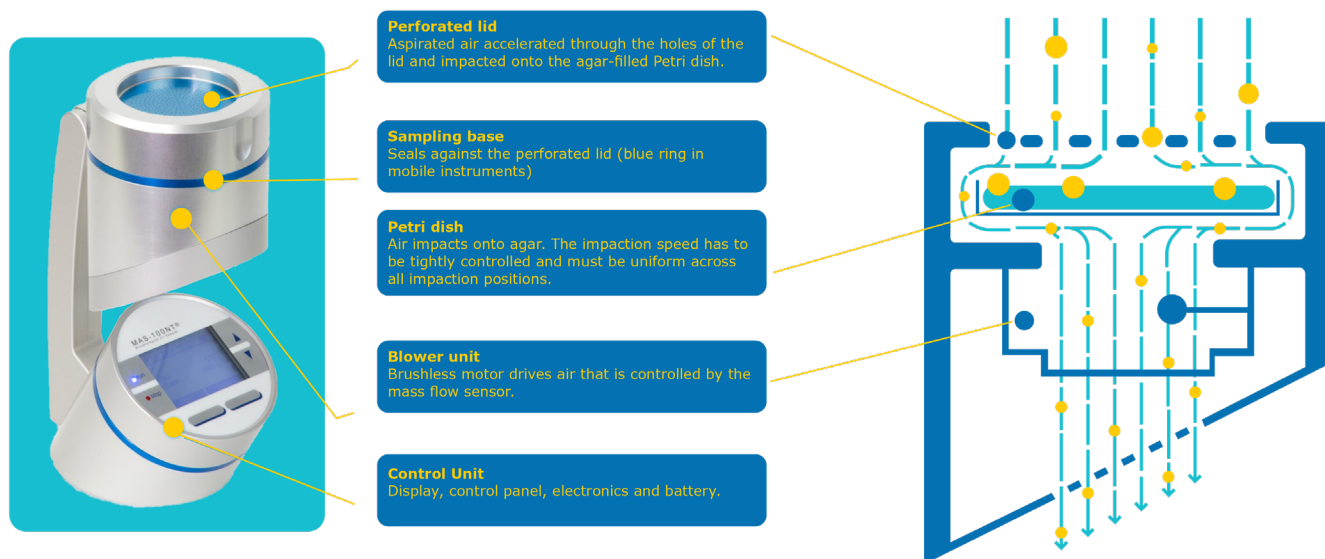 Perforated lid
Aspirated air accelerated through the holes of the
lid and impacted onto the agar-filled Petri dish.
Sampling base
Seals against the perforated lid (blue ring in
mobile instruments)
Petri dish
Air impacts onto agar. The impaction speed has to
be tightly controlled and must be uniform across
all impaction positions.
Blower unit
Brushless motor drives air that is controlled by the
mass flow sensor.
Control Unit
Display, control panel, electronics and battery.
MAS-100NT®
stop